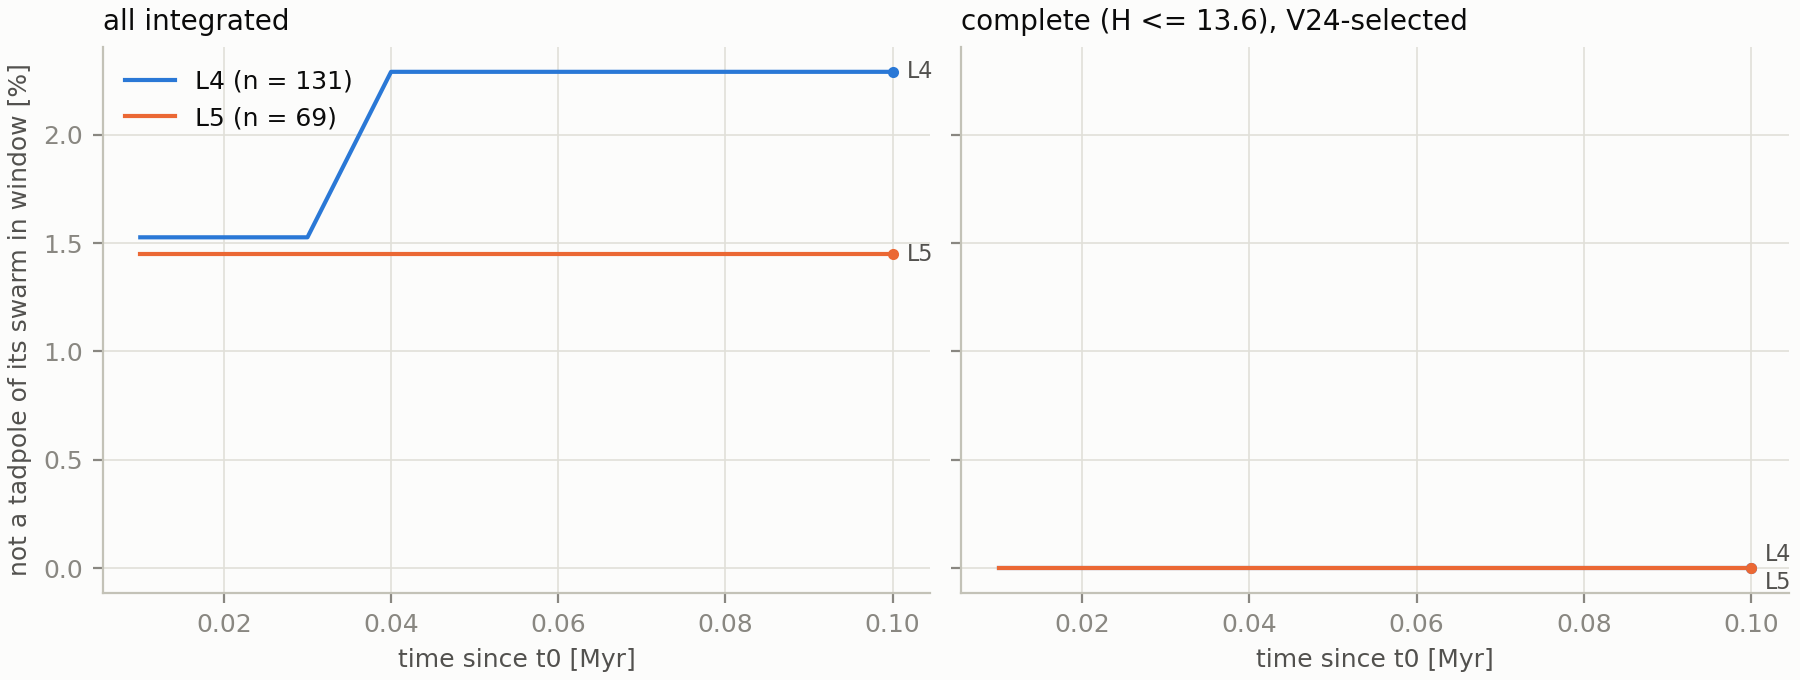 all integrated
complete (H <= 13.6), V24-selected
not a tadpole of its swarm in window [%]
L4 (n = 131)
L5 (n = 69)
L4
L5
2.0
1.5
1.0
0.5
0.0
0.02
0.04
0.06
0.08
0.10
time since t0 [Myr]
L4
L5
0.02
0.04
0.06
0.08
0.10
time since t0 [Myr]